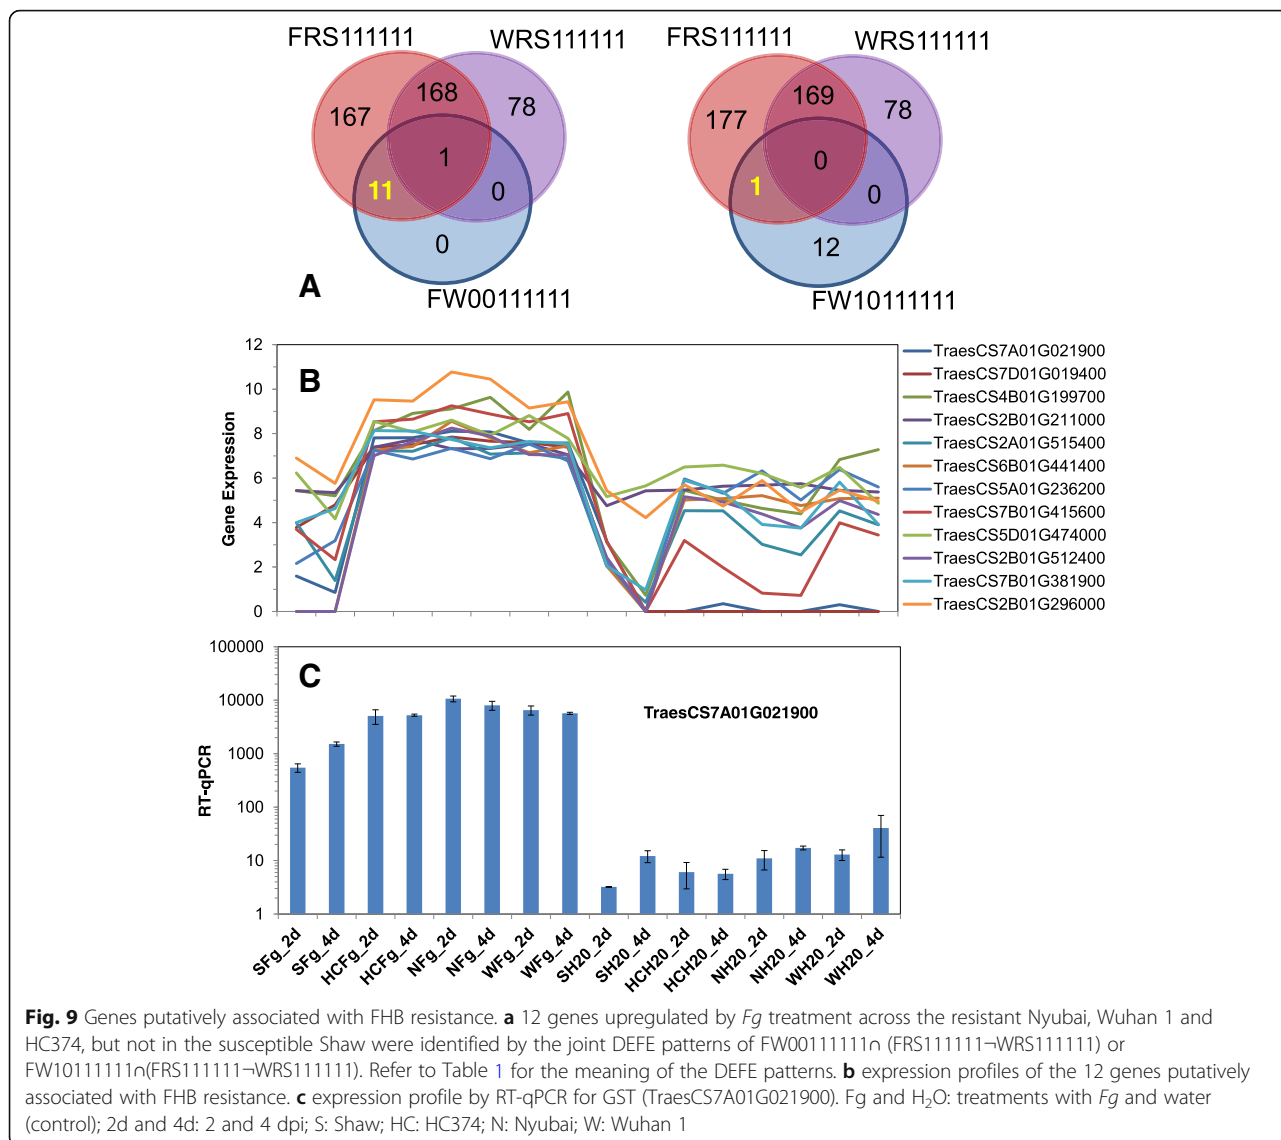 FRS111111
WRS111111
FRS111111
WRS111111
167
168
78
1
11
0
0
FW00111111
177
169
78
0
1
0
12
FW10111111
A
B
Gene Expression
12
10
8
6
4
2
0
TraesCS7A01G021900
TraesCS7D01G019400
TraesCS4B01G199700
TraesCS2B01G211000
TraesCS2A01G515400
TraesCS6B01G441400
TraesCS5A01G236200
TraesCS7B01G415600
TraesCS5D01G474000
TraesCS2B01G512400
TraesCS7B01G381900
TraesCS2B01G296000
C
TraesCS7A01G021900
RT-qPCR
100000
10000
1000
100
10
1
SFg_2d
SFg_4d
HCFg_2d
HCFg_4d
NFg_2d
NFg_4d
WFg_2d
WFg_4d
SH20_2d
SH20_4d
HCH20_2d
HCH20_4d
NH20_2d
NH20_4d
WH20_2d
WH20_4d
Fig. 9 Genes putatively associated with FHB resistance. a 12 genes upregulated by Fg treatment across the resistant Nyubai, Wuhan 1 and
HC374, but not in the susceptible Shaw were identified by the joint DEFE patterns of FW00111111∩ (FRS111111¬WRS111111) or
FW10111111∩(FRS111111¬WRS111111). Refer to Table 1 for the meaning of the DEFE patterns. b expression profiles of the 12 genes putatively
associated with FHB resistance. c expression profile by RT-qPCR for GST (TraesCS7A01G021900). Fg and H2O: treatments with Fg and water
(control); 2d and 4d: 2 and 4 dpi; S: Shaw; HC: HC374; N: Nyubai; W: Wuhan 1